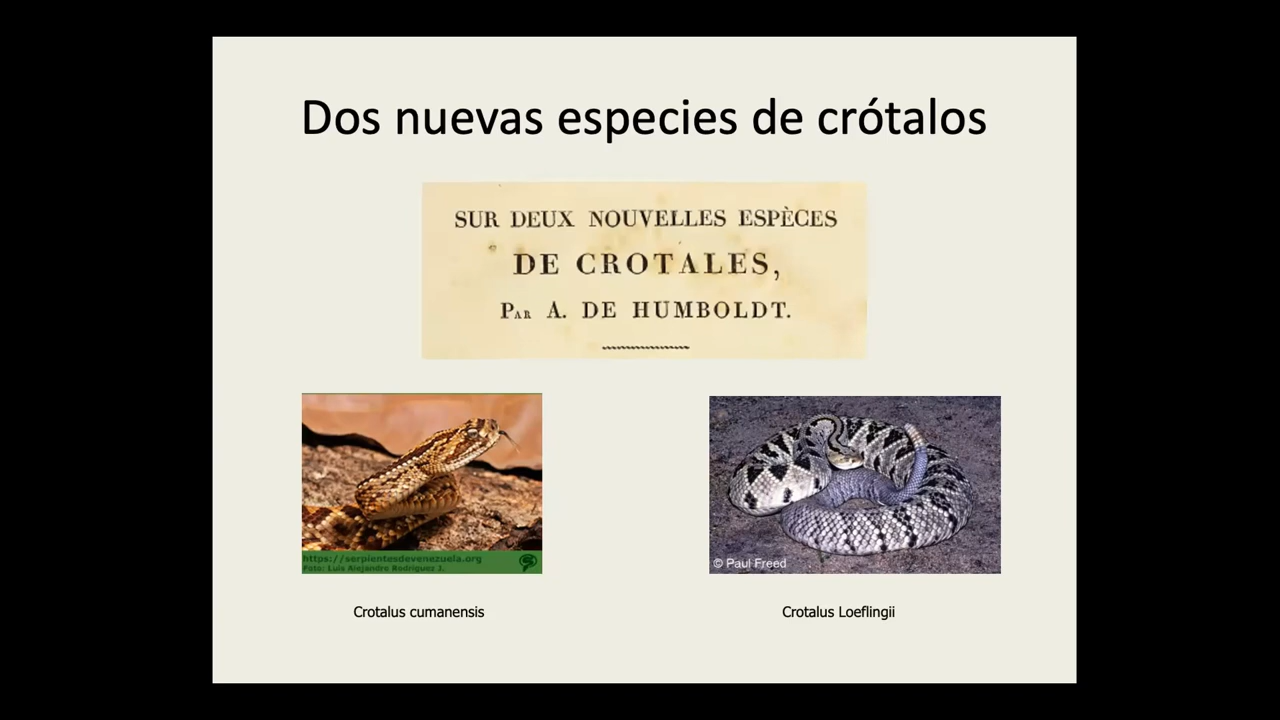 Dos nuevas especies de crótalos
SUR DEUX NOUVELLES ESPÈCES
DE CROTALES,
PAR A. DE HUMBOLDT.
https://serpientesdevenezuela.org
Foto: Luis Alejandro Rodríguez J.
© Paul Freed
Crotalus cumanensis
Crotalus Loeflingii